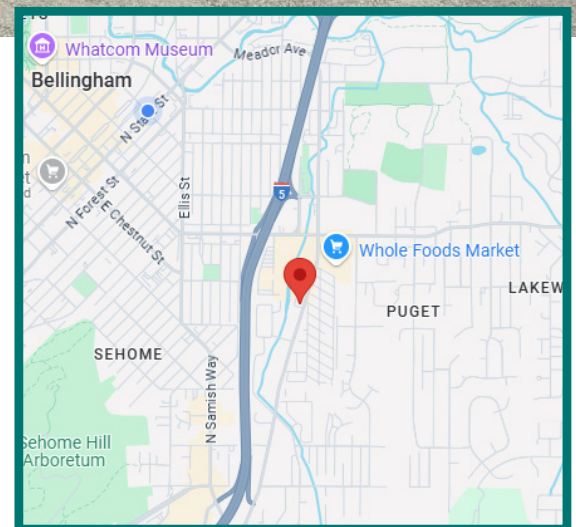 Whatcom Museum
Meador Ave
Bellingham
N State St
Ellis St
5
N Forest St
E Chestnut St
Whole Foods Market
LAKEW
PUGET
SEHOME
N Samish Way
Sehome Hill
Arboretum